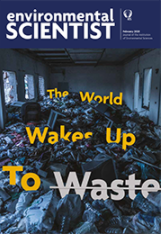 environmental
SCIENTIST
The World
Wakes Up
To Waste